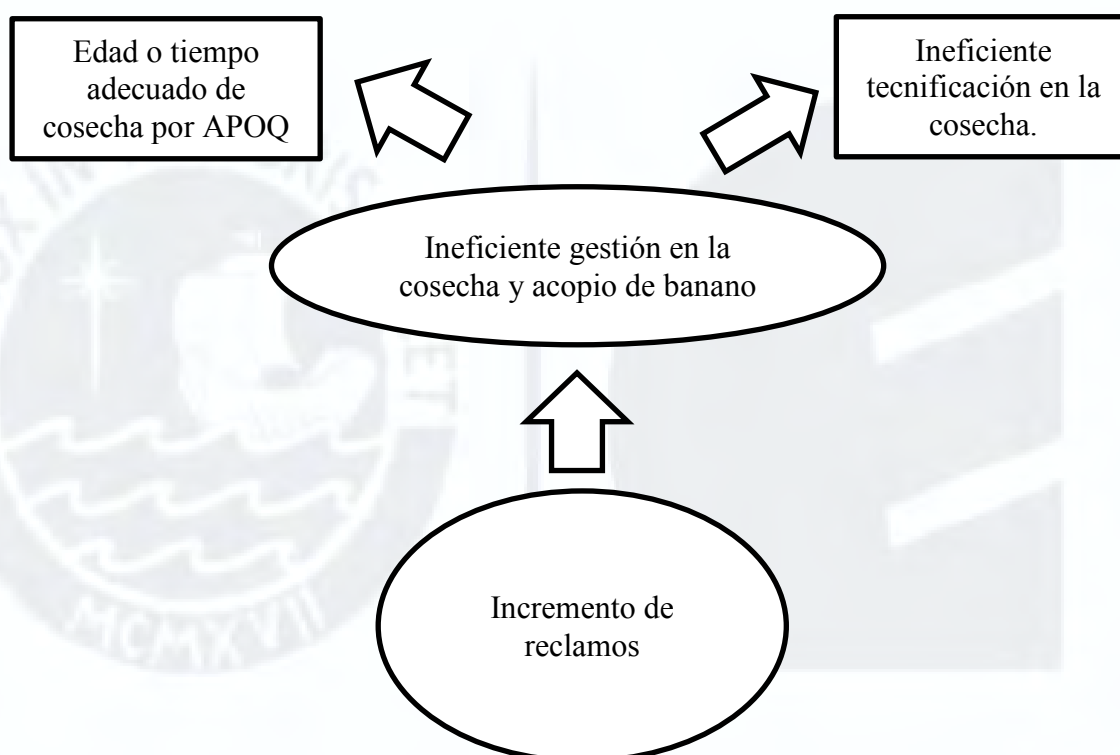 Edad o tiempo
adecuado de
cosecha por APOQ
Ineficiente
tecnificación en la
cosecha.
Ineficiente gestión en la
cosecha y acopio de banano
Incremento de
reclamos
MCMXVII